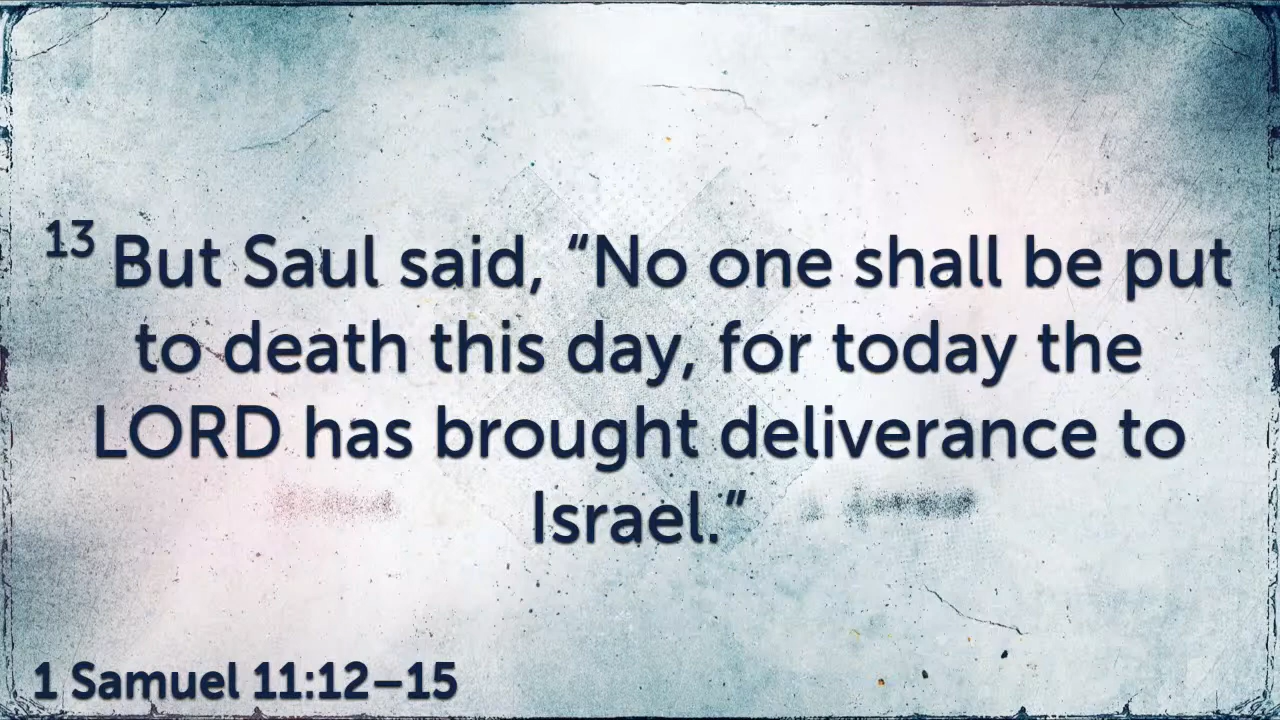 13 But Saul said, “No one shall be put
to death this day, for today the
LORD has brought deliverance to
Israel.”
1 Samuel 11:12–15